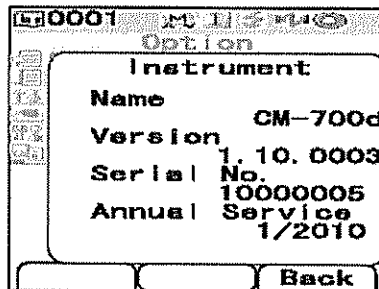 0001
Option
Instrument
Name
CM-700d
Version
1.10.0003
Serial No.
10000005
Annual Service
1/2010
Back